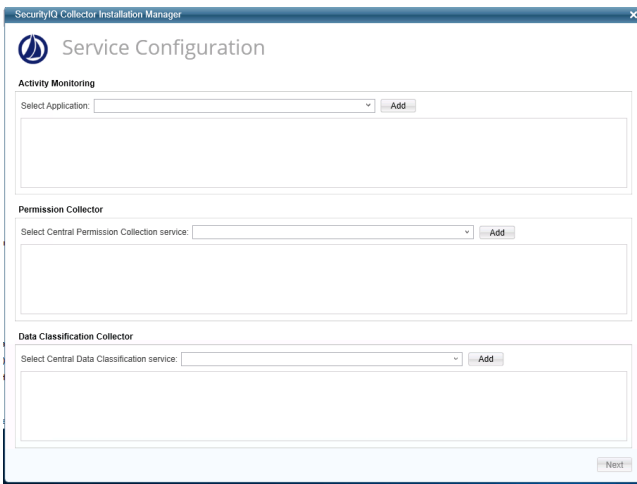 SecurityIQ Collector Installation Manager
Service Configuration
Activity Monitoring
Select Application:
Add
Permission Collector
Select Central Permission Collection service:
Add
Data Classification Collector
Select Central Data Classification service:
Add
Next